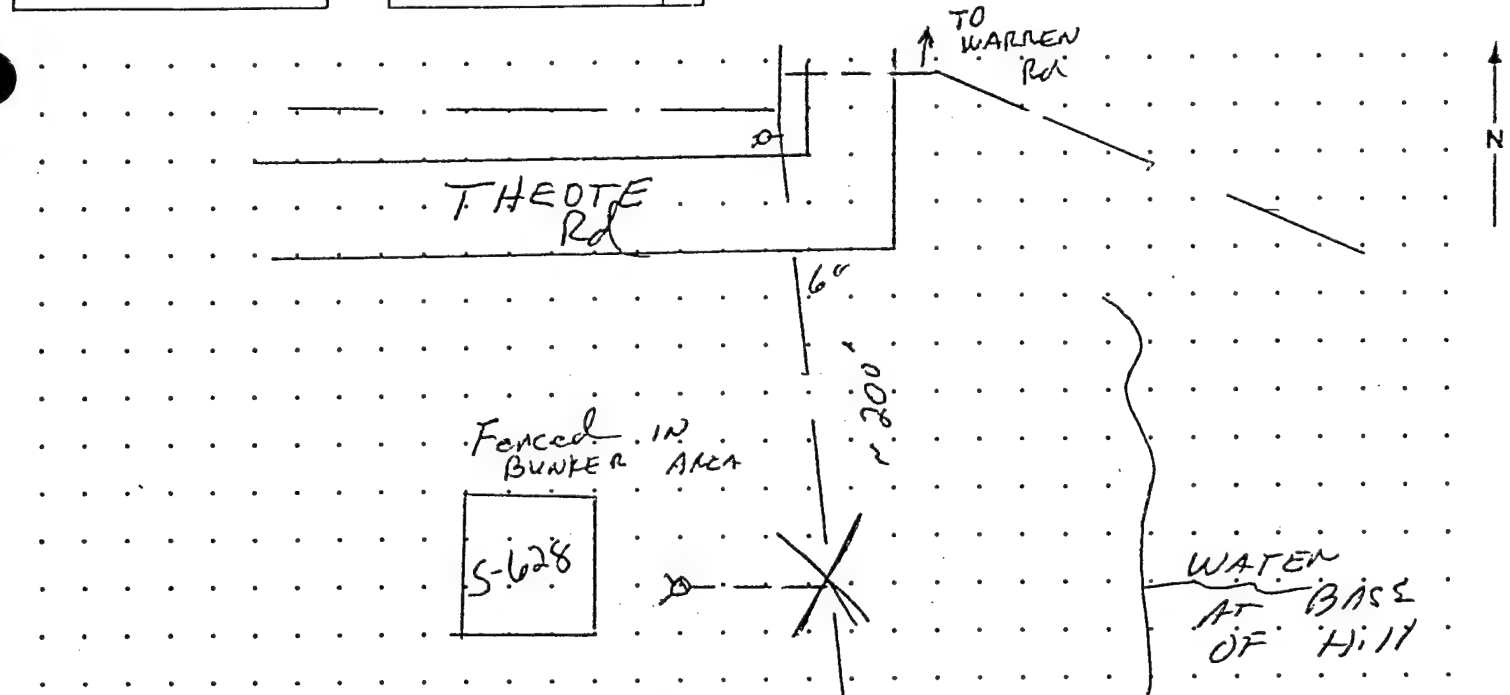 TO
WARREN
Rd
N
THEOTE
Rd
6"
~ 200'
Fenced IN
BUNKER AREA
S-628
WATER
AT BASE
OF Hill